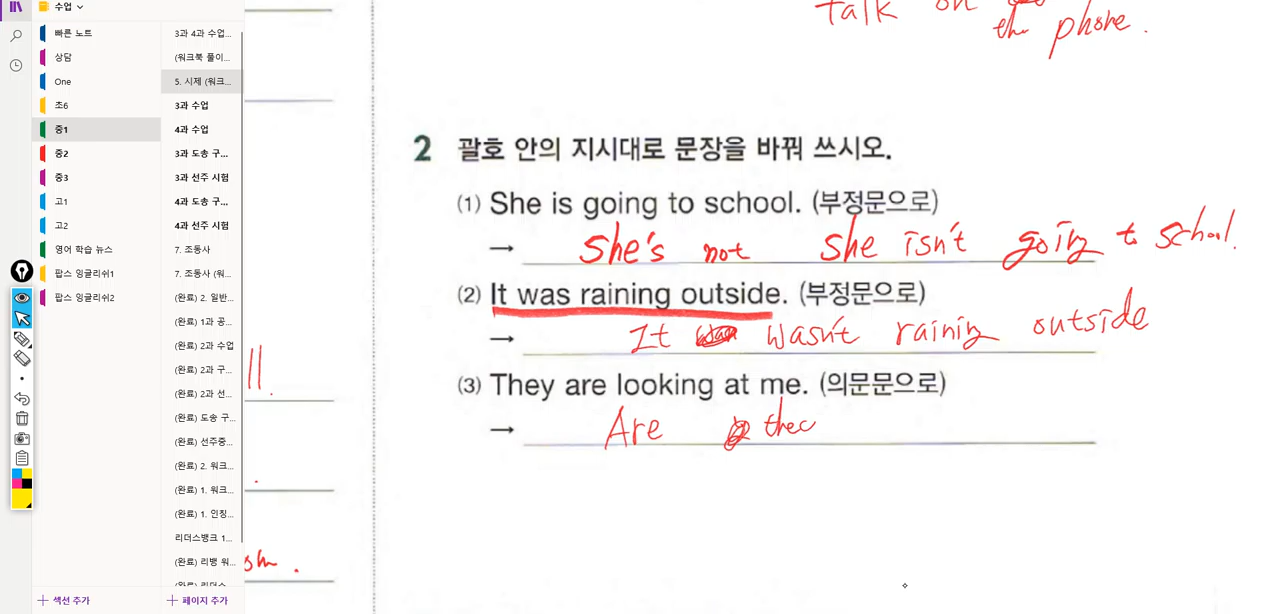 수업
빠른 노트
상담
One
초6
중1
중2
중3
고1
고2
영어 학습 뉴스
팝스 잉글리쉬1
팝스 잉글리쉬2
섹션 추가
3과 4과 수업...
(워크북 풀이...
5. 시제 (워크...
3과 수업
4과 수업
3과 도송 구...
3과 선주 시험
4과 도송 구...
4과 선주 시험
7. 조동사
7. 조동사 (워...
(완료) 2. 일반...
(완료) 1과 공...
(완료) 2과 수업
(완료) 2과 구...
(완료) 2과 선...
(완료) 도송 구...
(완료) 선주중...
(완료) 2. 워크...
(완료) 1. 워크...
(완료) 1. 인칭...
리더스뱅크 1...
(완료) 리뱅 워...
(완료) 리더스...
페이지 추가
talk on
the phone.
2 괄호 안의 지시대로 문장을 바꿔 쓰시오.
(1) She is going to school. (부정문으로)
→ She's not she isn't going to school.
(2) It was raining outside. (부정문으로)
→ It wasn't raining outside
(3) They are looking at me. (의문문으로)
→ Are